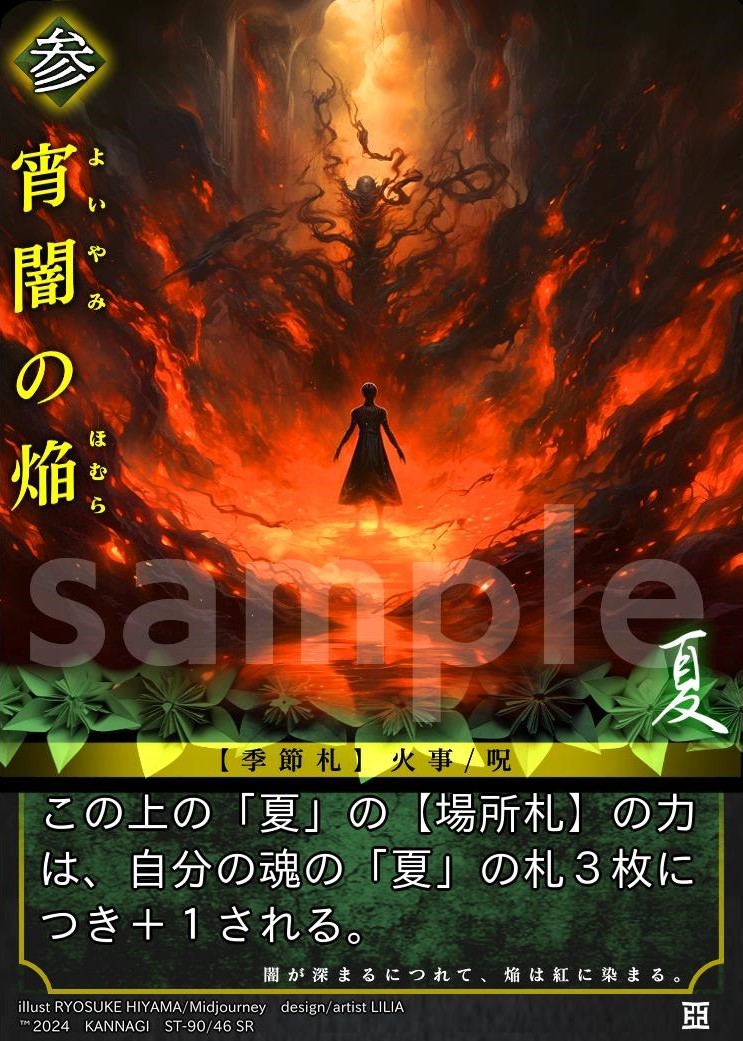 参
宵闇の焔
よいやみ
ほむら
sample
夏
【季節札】火事/呪
この上の「夏」の【場所札】の力
は、自分の魂の「夏」の札３枚に
つき＋１される。
闇が深まるにつれて、焔は紅に染まる。
illust RYOSUKE HIYAMA/Midjourney design/artist LILIA
™2024 KANNAGI ST-90/46 SR